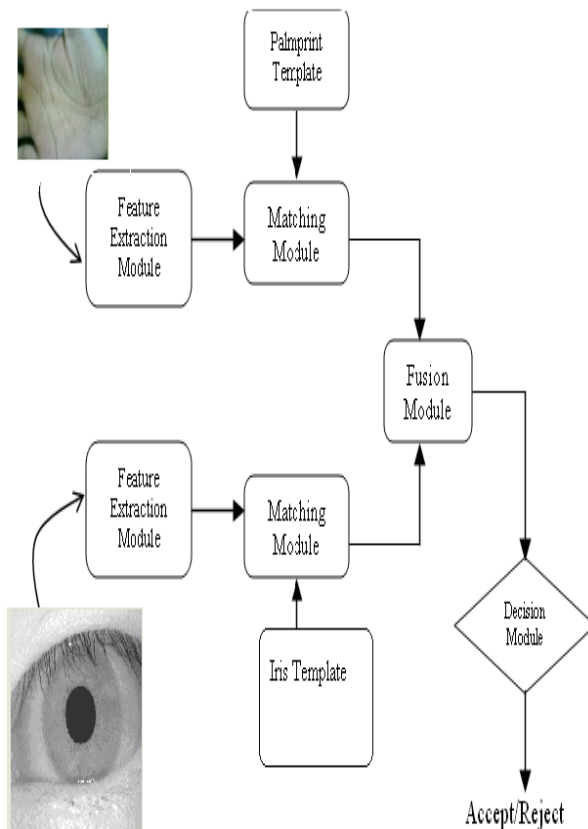 Palmprint
Template
Feature
Extraction
Module
Matching
Module
Fusion
Module
Feature
Extraction
Module
Matching
Module
Iris Template
Decision
Module
Accept/Reject